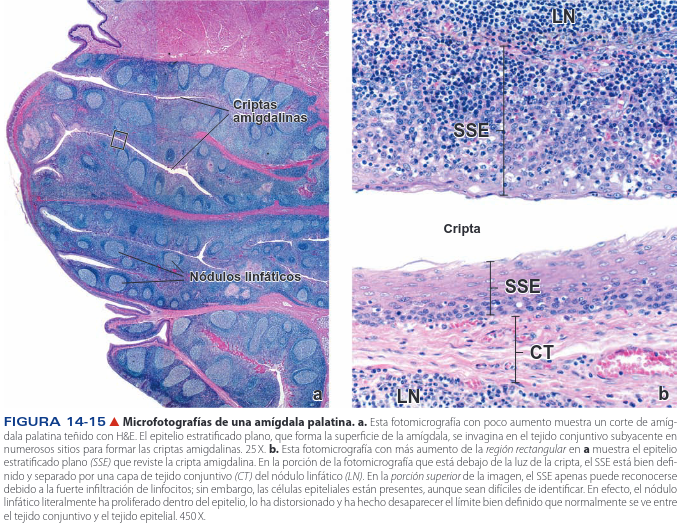 Criptas
amigdalinas
Nódulos linfáticos
a
LN
SSE
Cripta
SSE
CT
LN
b
FIGURA 14-15 ▲ Microfotografías de una amígdala palatina. a. Esta fotomicrografía con poco aumento muestra un corte de amíg-
dala palatina teñido con H&E. El epitelio estratificado plano, que forma la superficie de la amígdala, se invagina en el tejido conjuntivo subyacente en
numerosos sitios para formar las criptas amigdalinas. 25 X. b. Esta fotomicrografía con más aumento de la región rectangular en a muestra el epitelio
estratificado plano (SSE) que reviste la cripta amigdalina. En la porción de la fotomicrografía que está debajo de la luz de la cripta, el SSE está bien defi-
nido y separado por una capa de tejido conjuntivo (CT) del nódulo linfático (LN). En la porción superior de la imagen, el SSE apenas puede reconocerse
debido a la fuerte infiltración de linfocitos; sin embargo, las células epiteliales están presentes, aunque sean difíciles de identificar. En efecto, el nódulo
linfático literalmente ha proliferado dentro del epitelio, lo ha distorsionado y ha hecho desaparecer el límite bien definido que normalmente se ve entre
el tejido conjuntivo y el tejido epitelial. 450 X.